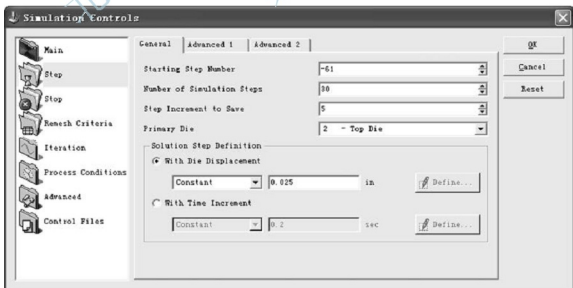 Simulation Controls
Main
Step
Stop
Remesh Criteria
Iteration
Process Conditions
Advanced
Control Files
General Advanced 1 Advanced 2
Starting Step Number -61
Number of Simulation Steps 30
Step Increment to Save 5
Primary Die 2 - Top Die
Solution Step Definition
With Die Displacement
Constant 0.025 in Define...
With Time Increment
Constant 0.2 sec Define...
OK
Cancel
Reset